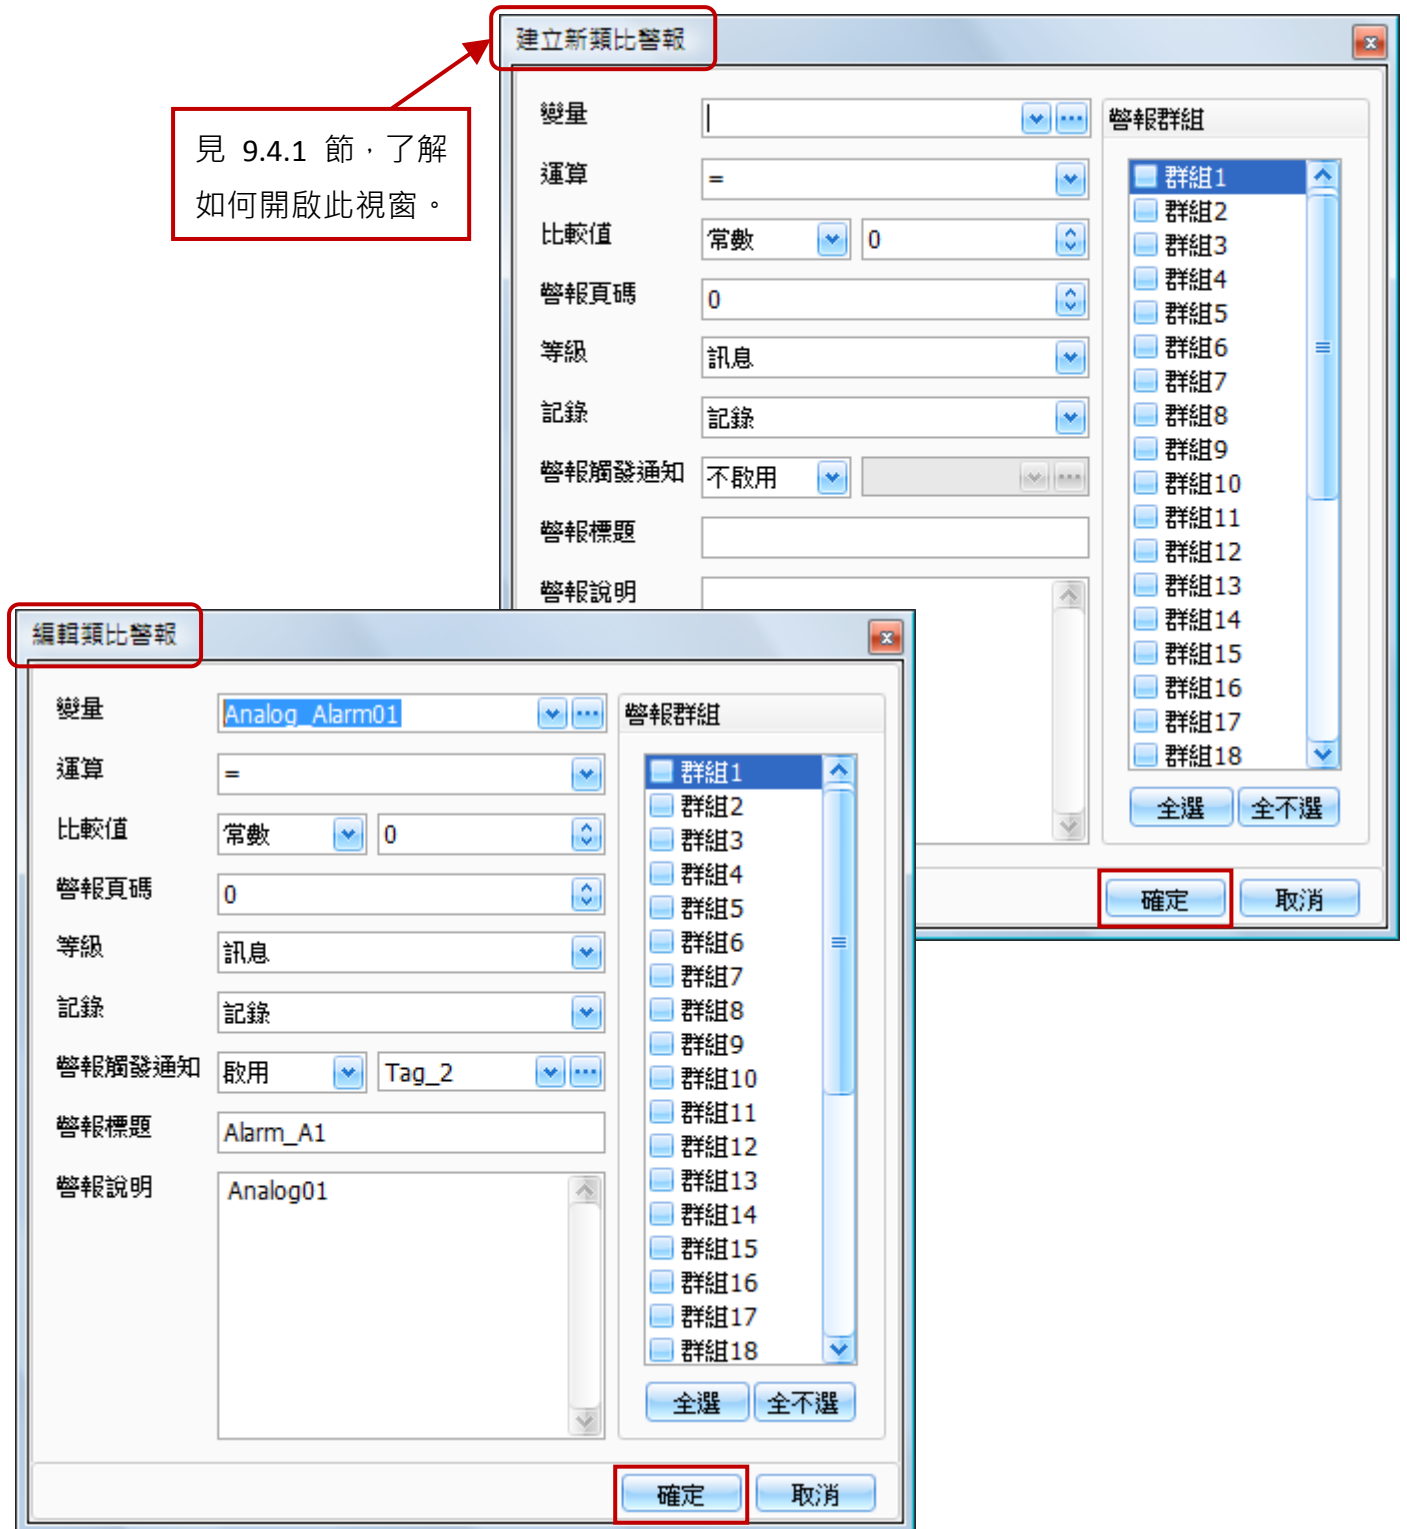 建立新類比警報
見 9.4.1 節，了解
如何開啟此視窗。
變量
運算
=
比較值
常數
0
警報頁碼
0
等級
訊息
記錄
記錄
警報觸發通知
不啟用
警報標題
警報說明
警報群組
群組1
群組2
群組3
群組4
群組5
群組6
群組7
群組8
群組9
群組10
群組11
群組12
群組13
群組14
群組15
群組16
群組17
群組18
全選
全不選
確定
取消
編輯類比警報
變量
Analog_Alarm01
運算
=
比較值
常數
0
警報頁碼
0
等級
訊息
記錄
記錄
警報觸發通知
啟用
Tag_2
警報標題
Alarm_A1
警報說明
Analog01
警報群組
群組1
群組2
群組3
群組4
群組5
群組6
群組7
群組8
群組9
群組10
群組11
群組12
群組13
群組14
群組15
群組16
群組17
群組18
全選
全不選
確定
取消